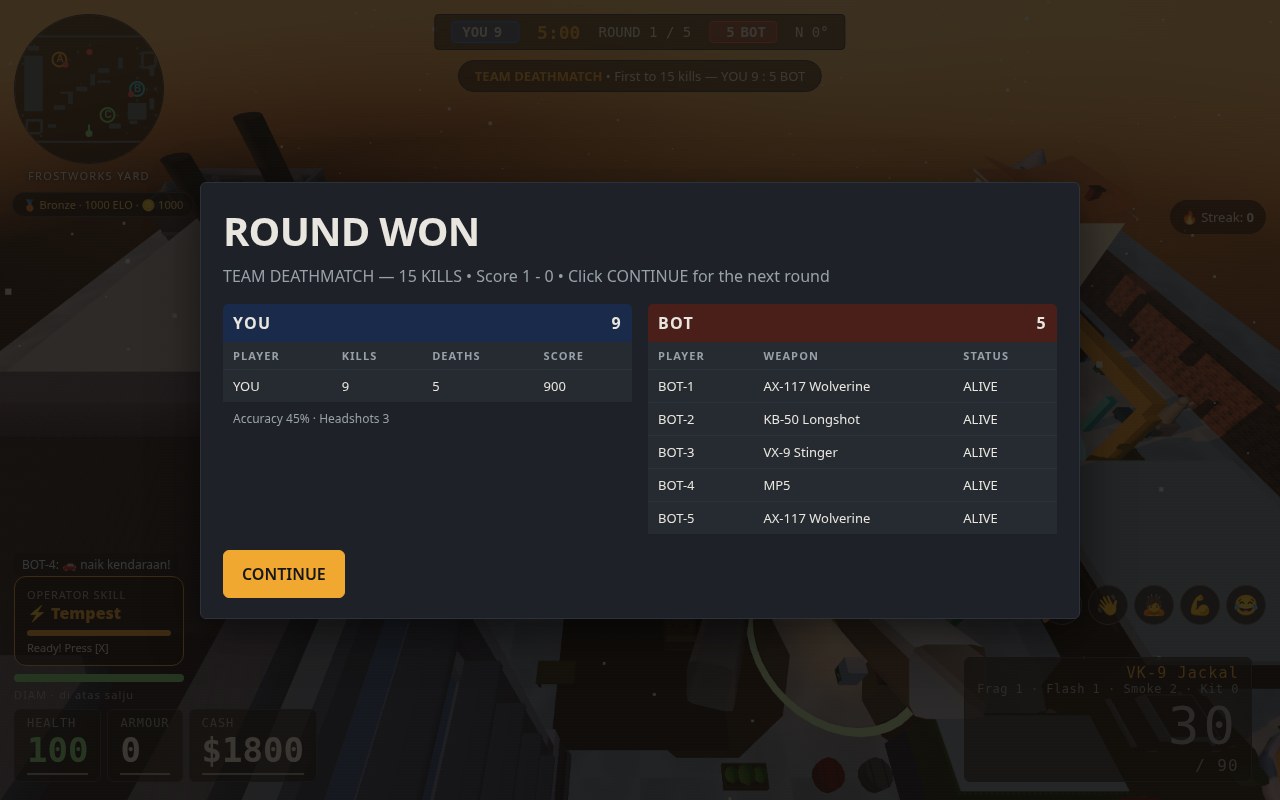 YOU 9 5:00 ROUND 1 / 5 5 BOT N 0°
TEAM DEATHMATCH • First to 15 kills — YOU 9 : 5 BOT
A
B
C
FROSTWORKS YARD
Bronze · 1000 ELO · 1000
Streak: 0
ROUND WON
TEAM DEATHMATCH — 15 KILLS • Score 1 - 0 • Click CONTINUE for the next round
YOU 9
PLAYER KILLS DEATHS SCORE
YOU 9 5 900
Accuracy 45% · Headshots 3
BOT 5
PLAYER WEAPON STATUS
BOT-1 AX-117 Wolverine ALIVE
BOT-2 KB-50 Longshot ALIVE
BOT-3 VX-9 Stinger ALIVE
BOT-4 MP5 ALIVE
BOT-5 AX-117 Wolverine ALIVE
CONTINUE
BOT-4: 🚗 naik kendaraan!
OPERATOR SKILL
⚡ Tempest
Ready! Press [X]
DIAM · di atas salju
HEALTH
100
ARMOUR
0
CASH
$1800
VK-9 Jackal
Frag 1 · Flash 1 · Smoke 2 · Kit 0
30
/ 90